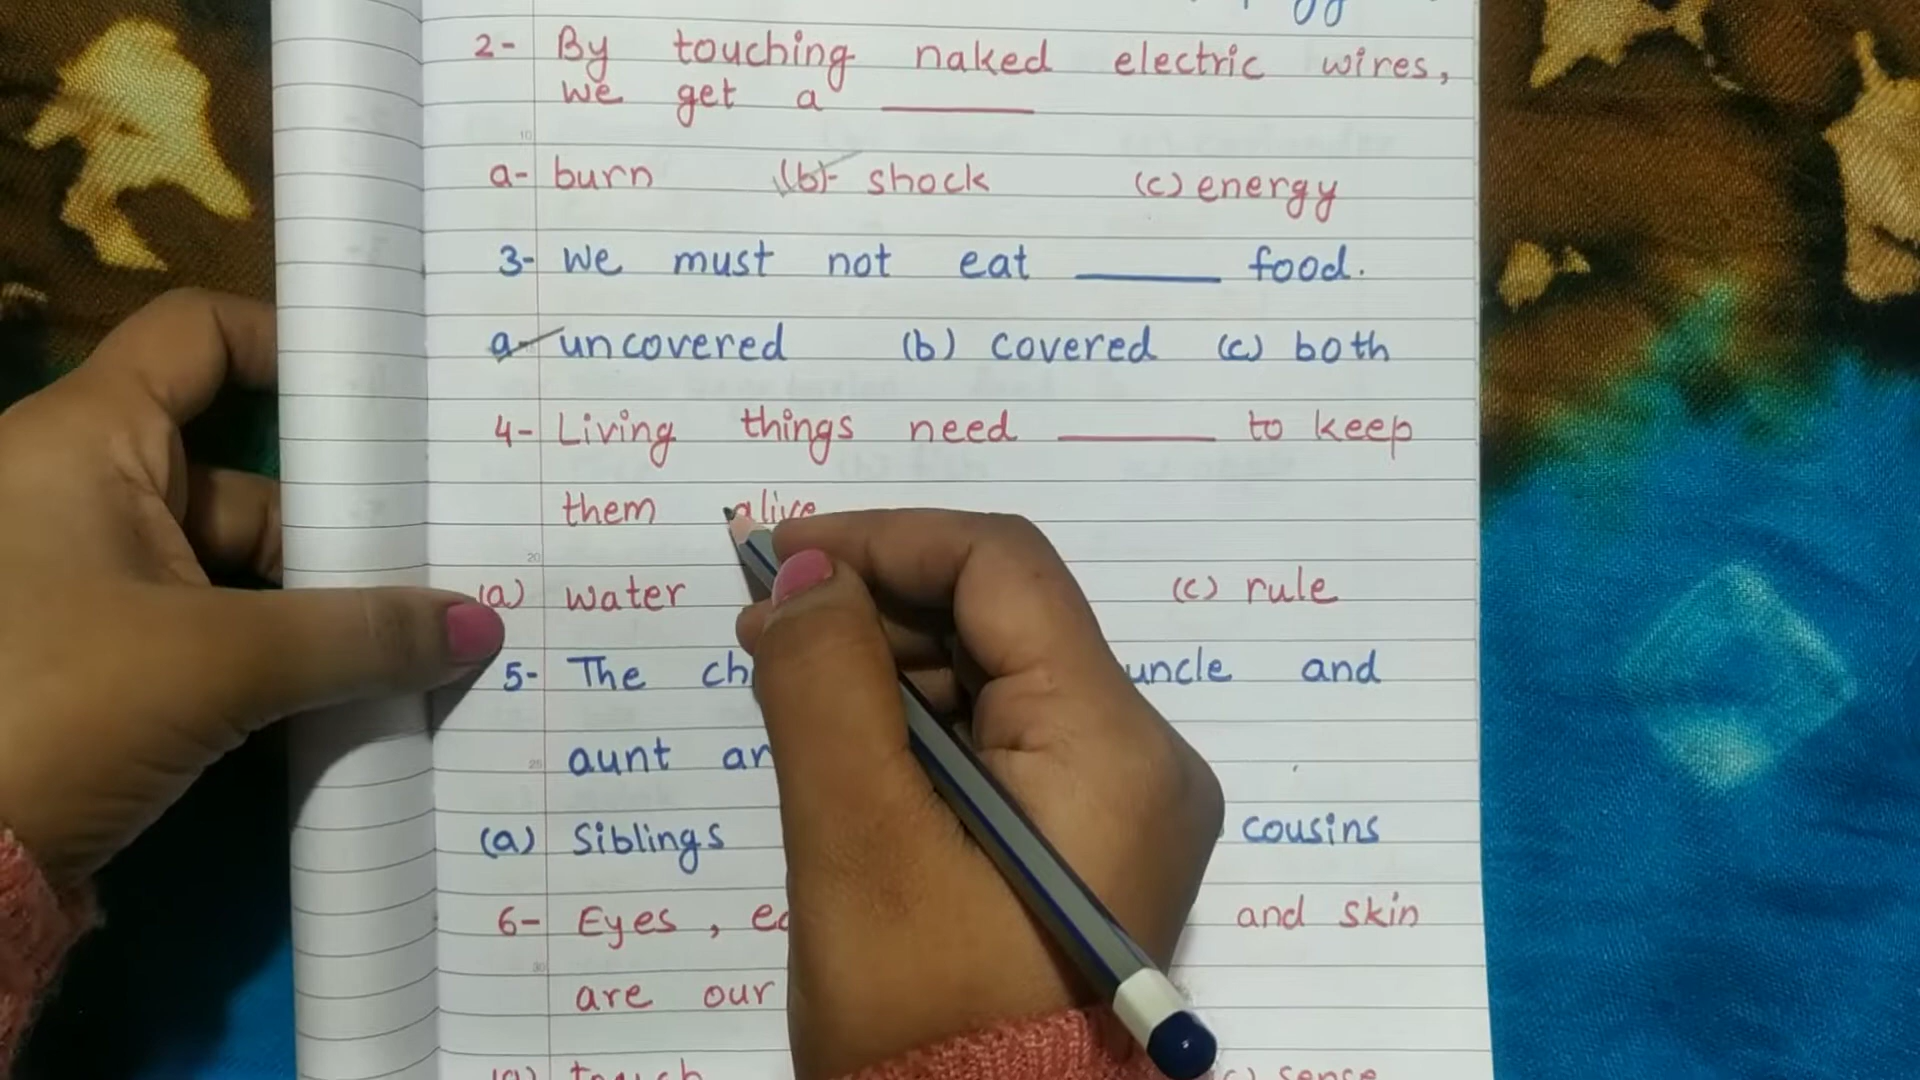 2- By touching naked electric wires,
we get a ______
a- burn (b)- shock (c) energy
3- We must not eat ______ food.
a- uncovered (b) covered (c) both
4- Living things need ______ to keep
them alive
(a) water (c) rule
5- The uncle and
aunt
(a) Siblings cousins
6- Eyes, and skin
are our
(a) touch (c) sense